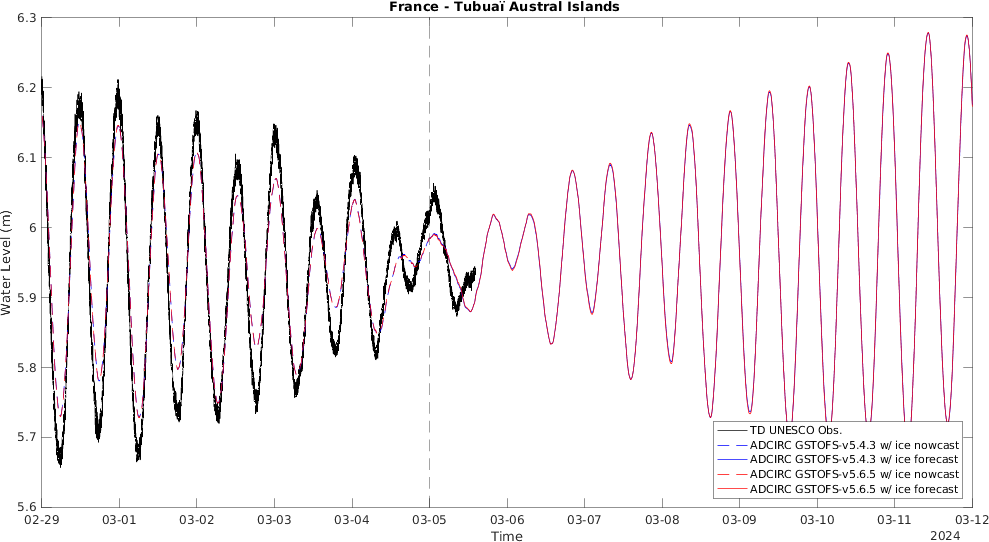 France - Tubuaï Austral Islands
6.3
6.2
6.1
6
5.9
5.8
5.7
5.6
Water Level (m)
TD UNESCO Obs.
ADCIRC GSTOFS-v5.4.3 w/ ice nowcast
ADCIRC GSTOFS-v5.4.3 w/ ice forecast
ADCIRC GSTOFS-v5.6.5 w/ ice nowcast
ADCIRC GSTOFS-v5.6.5 w/ ice forecast
02-29 03-01 03-02 03-03 03-04 03-05 03-06 03-07 03-08 03-09 03-10 03-11 03-12
Time
2024